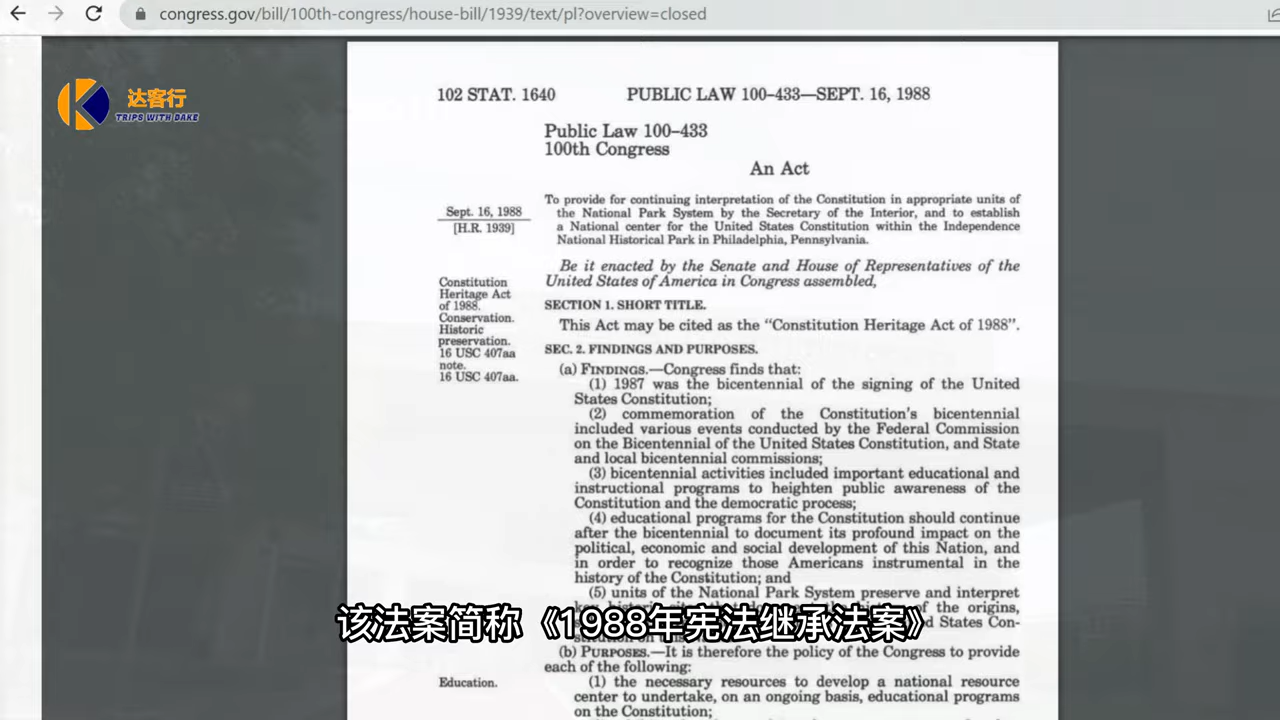 congress.gov/bill/100th-congress/house-bill/1939/text/pl?overview=closed
达客行
TRIPS WITH DAKE
102 STAT. 1640
PUBLIC LAW 100–433—SEPT. 16, 1988
Public Law 100–433
100th Congress
An Act
Sept. 16, 1988
[H.R. 1939]
To provide for continuing interpretation of the Constitution in appropriate units of
the National Park System by the Secretary of the Interior, and to establish
a National center for the United States Constitution within the Independence
National Historical Park in Philadelphia, Pennsylvania.
Be it enacted by the Senate and House of Representatives of the
United States of America in Congress assembled,
Constitution
Heritage Act
of 1988.
Conservation.
Historic
preservation.
16 USC 407aa
note.
16 USC 407aa.
SECTION 1. SHORT TITLE.
This Act may be cited as the “Constitution Heritage Act of 1988”.
SEC. 2. FINDINGS AND PURPOSES.
(a) FINDINGS.—Congress finds that:
(1) 1987 was the bicentennial of the signing of the United
States Constitution;
(2) commemoration of the Constitution's bicentennial
included various events conducted by the Federal Commission
on the Bicentennial of the United States Constitution, and State
and local bicentennial commissions;
(3) bicentennial activities included important educational and
instructional programs to heighten public awareness of the
Constitution and the democratic process;
(4) educational programs for the Constitution should continue
after the bicentennial to document its profound impact on the
political, economic and social development of this Nation, and
in order to recognize those Americans instrumental in the
history of the Constitution; and
(5) units of the National Park System preserve and interpret
of the origins,
States Con-
该法案简称《1988年宪法继承法案》
(b) PURPOSES.—It is therefore the policy of the Congress to provide
each of the following:
Education.
(1) the necessary resources to develop a national resource
center to undertake, on an ongoing basis, educational programs
on the Constitution;